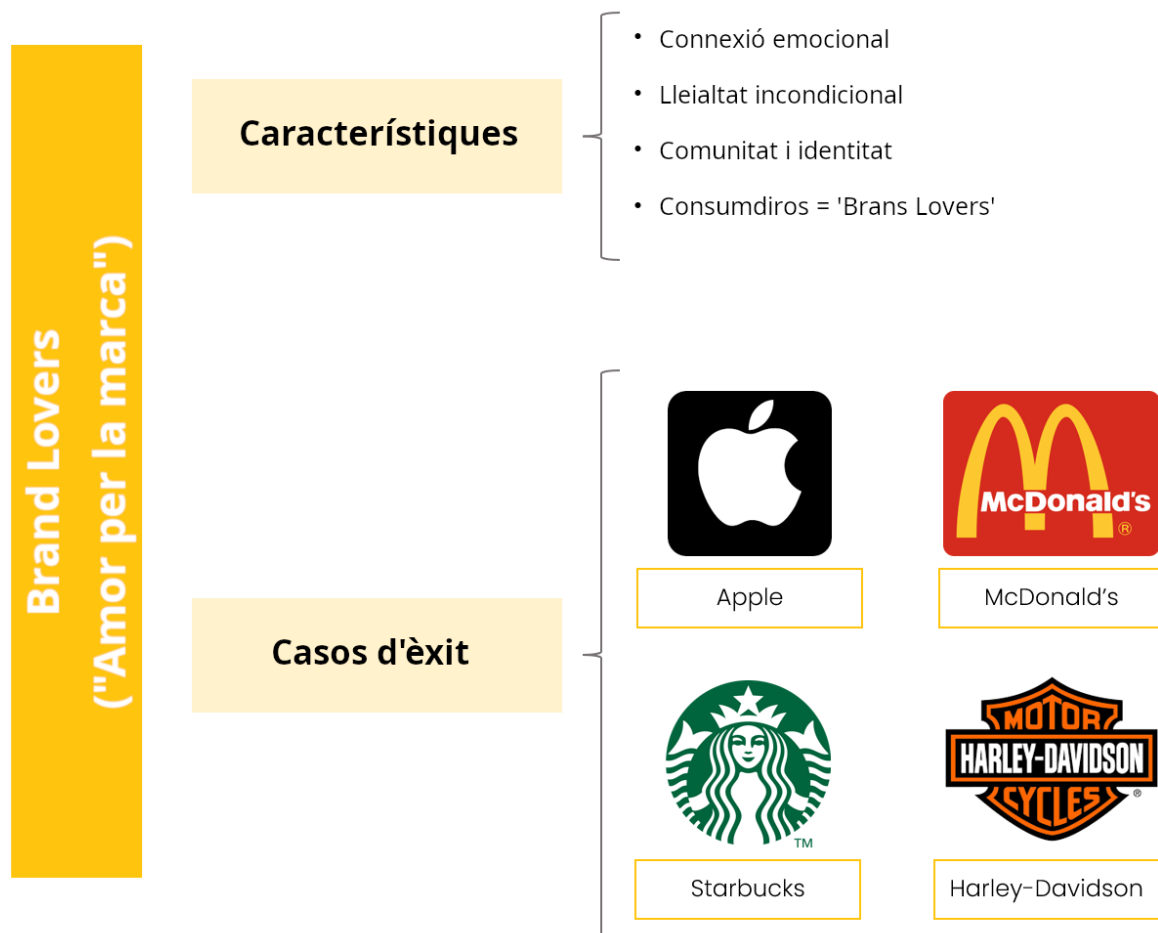 Brand Lovers
("Amor per la marca")
Característiques
• Connexió emocional
• Lleialtat incondicional
• Comunitat i identitat
• Consumdiros = 'Brans Lovers'
Casos d'èxit
McDonald's
®
Apple
McDonald's
TM
MOTOR
HARLEY-DAVIDSON
CYCLES
®
Starbucks
Harley-Davidson